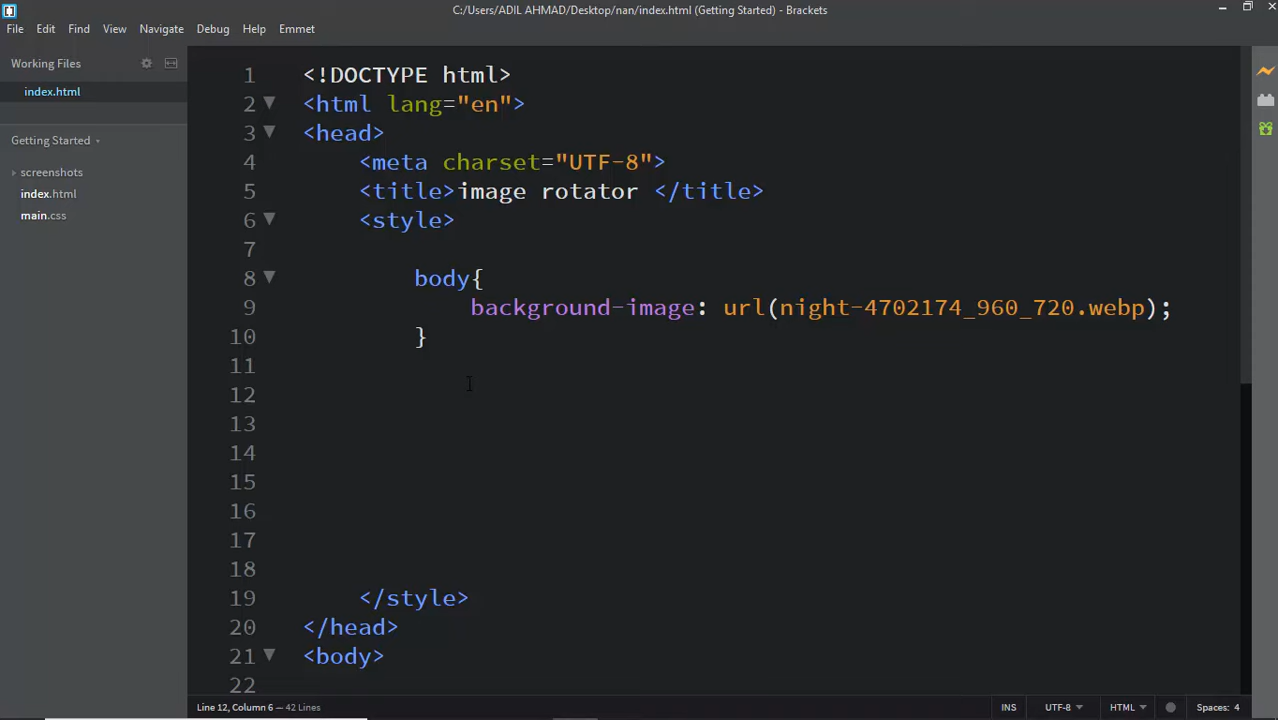 C:/Users/ADIL AHMAD/Desktop/nan/index.html (Getting Started) - Brackets
File Edit Find View Navigate Debug Help Emmet
Working Files
index.html
Getting Started
screenshots
index.html
main.css
1 <!DOCTYPE html>
2 <html lang="en">
3 <head>
4 <meta charset="UTF-8">
5 <title>image rotator </title>
6 <style>
7
8 body{
9 background-image: url(night-4702174_960_720.webp);
10 }
11
12
13
14
15
16
17
18
19 </style>
20 </head>
21 <body>
22
Line 12, Column 6 — 42 Lines
INS UTF-8 HTML Spaces: 4